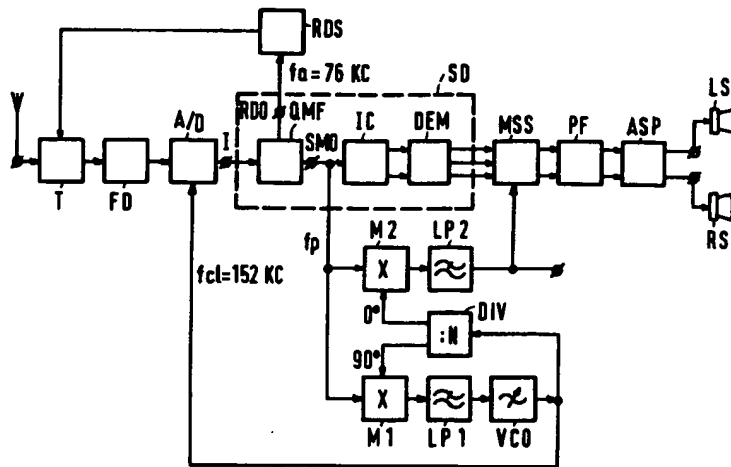 RDS
fa = 76 KC
SD
LS
RDO
QMF
A/D
I
SMO
IC
DEM
MSS
PF
ASP
T
FD
RS
M2
LP2
fp
X
fcl=152 KC
0°
DIV
:N
90°
X
M1
LP1
VCO